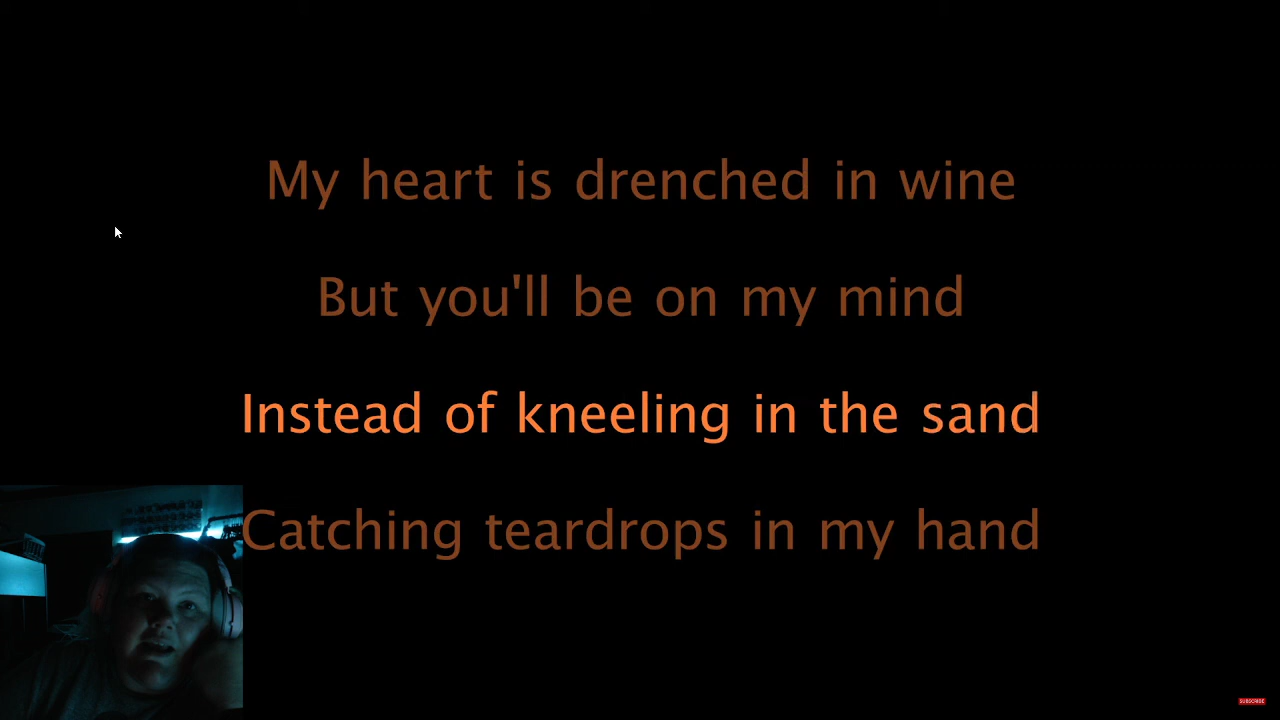 My heart is drenched in wine
But you'll be on my mind
Instead of kneeling in the sand
Catching teardrops in my hand
SUBSCRIBE